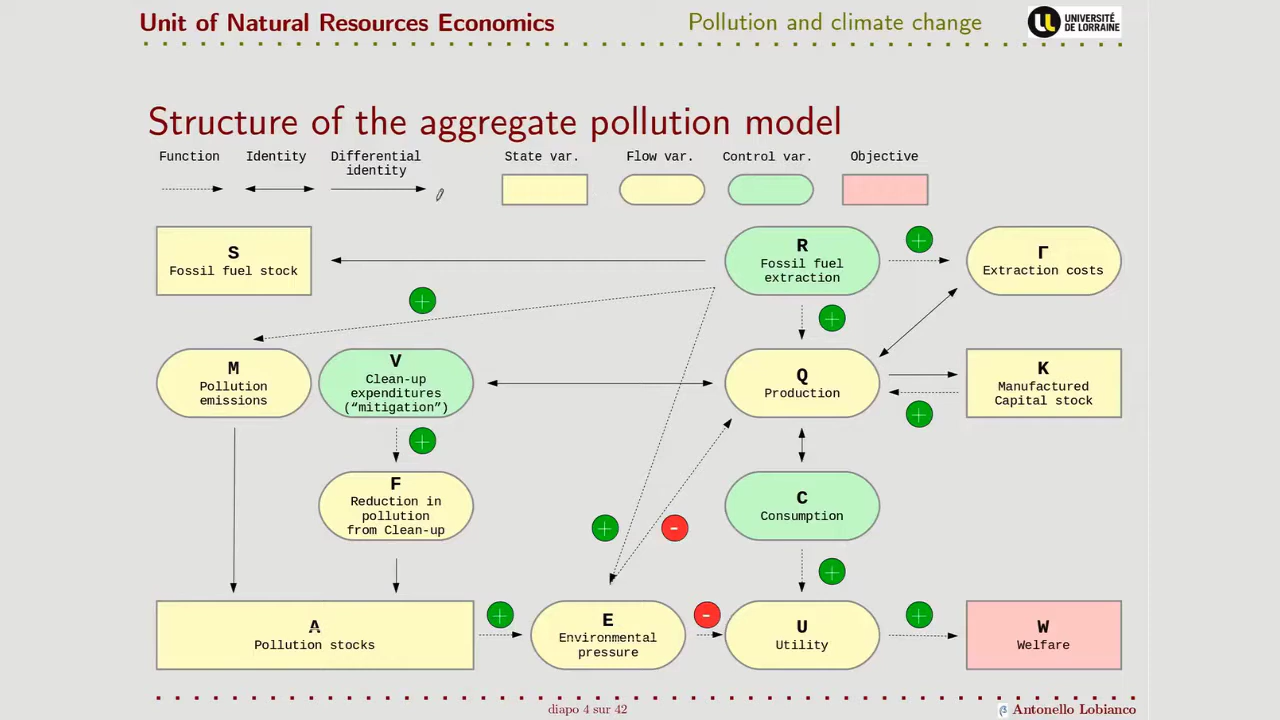 Unit of Natural Resources Economics
Pollution and climate change
UNIVERSITÉ
DE LORRAINE
Structure of the aggregate pollution model
Function
Identity
Differential
identity
State var.
Flow var.
Control var.
Objective
S
Fossil fuel stock
R
Fossil fuel
extraction
+
Γ
Extraction costs
+
+
M
Pollution
emissions
V
Clean-up
expenditures
(“mitigation”)
Q
Production
K
Manufactured
Capital stock
+
+
F
Reduction in
pollution
from Clean-up
C
Consumption
+
-
+
A
Pollution stocks
+
E
Environmental
pressure
-
U
Utility
+
W
Welfare
diapo 4 sur 42
β Antonello Lobianco